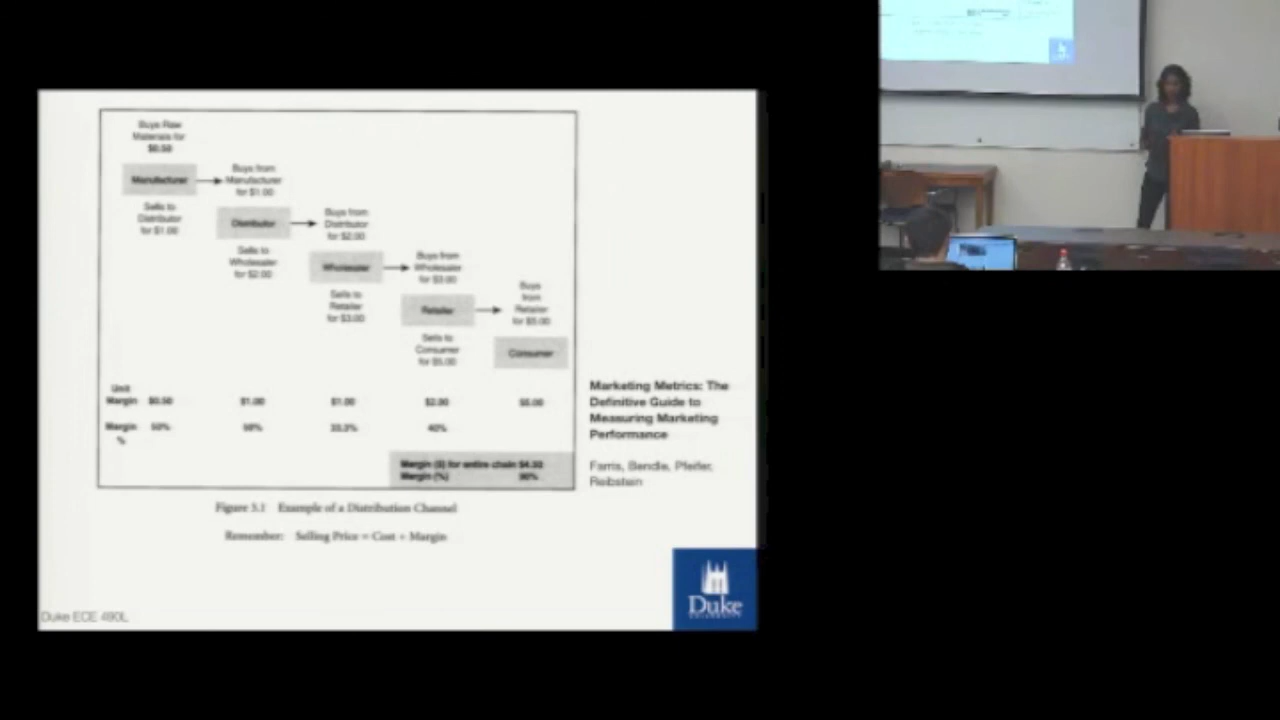 Buys Raw
Materials for
$0.50
Manufacturer
Buys from
Manufacturer
for $1.00
Sells to
Distributor
for $1.00
Distributor
Buys from
Distributor
for $2.00
Sells to
Wholesaler
for $2.00
Wholesaler
Buys from
Wholesaler
for $3.00
Sells to
Retailer
for $3.00
Retailer
Buys
from
Retailer
for $5.00
Sells to
Consumer
for $5.00
Consumer
Unit
Margin $0.50 $1.00 $1.00 $2.00 $5.00
Margin 50% 50% 33.3% 40%
%
Margin ($) for entire chain $4.50
Margin (%) 90%
Marketing Metrics: The
Definitive Guide to
Measuring Marketing
Performance
Farris, Bendle, Pfeifer,
Reibstein
Figure 3.1 Example of a Distribution Channel
Remember: Selling Price = Cost + Margin
Duke ECE 490L
Duke
UNIVERSITY